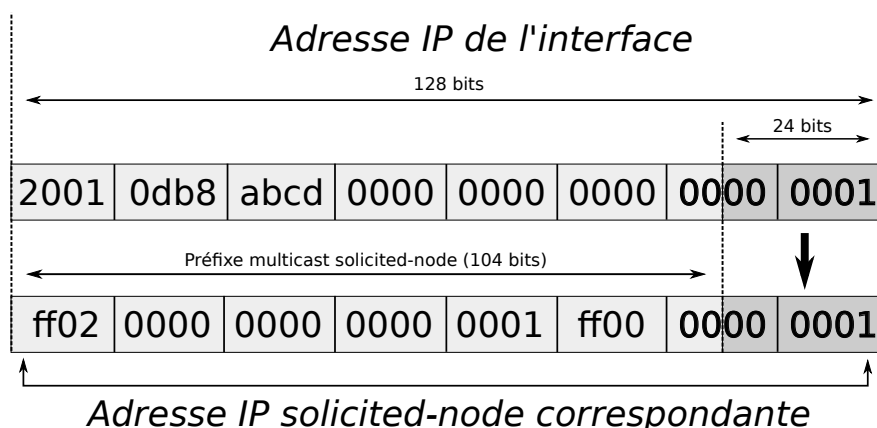 Adresse IP de l'interface
128 bits
24 bits
2001 0db8 abcd 0000 0000 0000 0000 0001
Préfixe multicast solicited-node (104 bits)
ff02 0000 0000 0000 0001 ff00 0000 0001
Adresse IP solicited-node correspondante